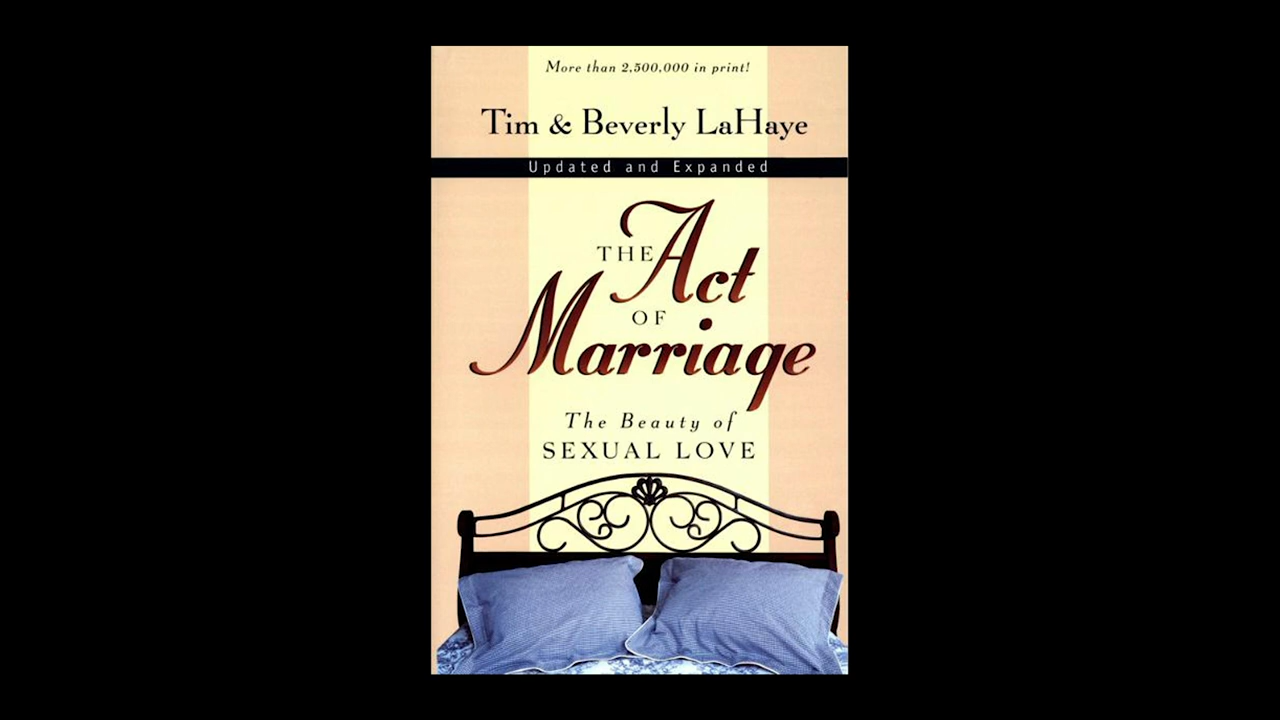 More than 2,500,000 in print!
Tim & Beverly LaHaye
Updated and Expanded
THE Act
OF
Marriage
The Beauty of
SEXUAL LOVE